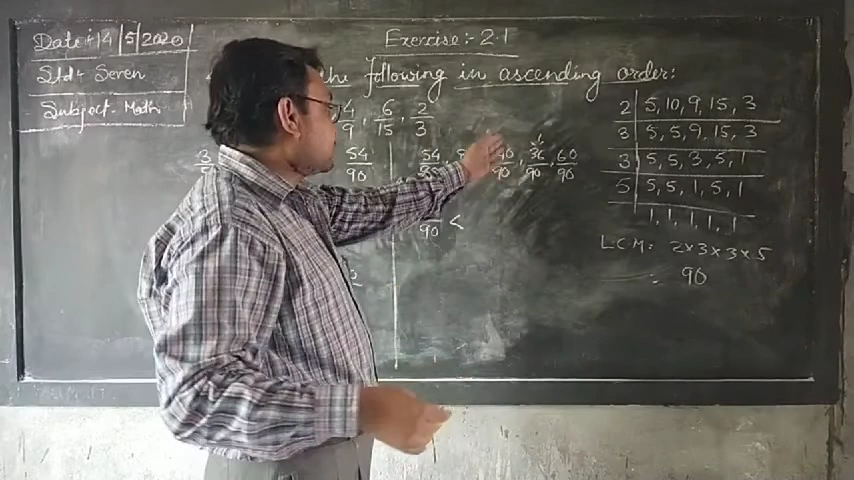 Date:- 14/5/2020
Std:- Seven
Subject:- Math
Exercise:- 2.1
the following in ascending order:
4/9, 6/15, 2/3
54/90
54/90
40/90, 36/90, 60/90
90 <
2 | 5, 10, 9, 15, 3
3 | 5, 5, 9, 15, 3
3 | 5, 5, 3, 5, 1
5 | 5, 5, 1, 5, 1
1, 1, 1, 1, 1
LCM = 2×3×3×5
= 90